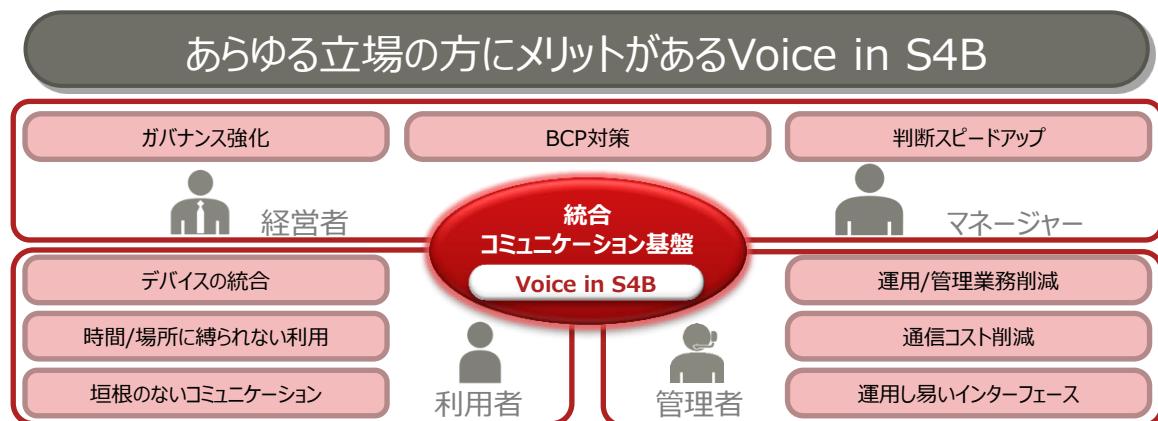 あらゆる立場の方にメリットがあるVoice in S4B
ガバナンス強化
BCP対策
判断スピードアップ
経営者
マネージャー
統合
コミュニケーション基盤
Voice in S4B
デバイスの統合
時間/場所に縛られない利用
垣根のないコミュニケーション
利用者
管理者
運用/管理業務削減
通信コスト削減
運用し易いインターフェース